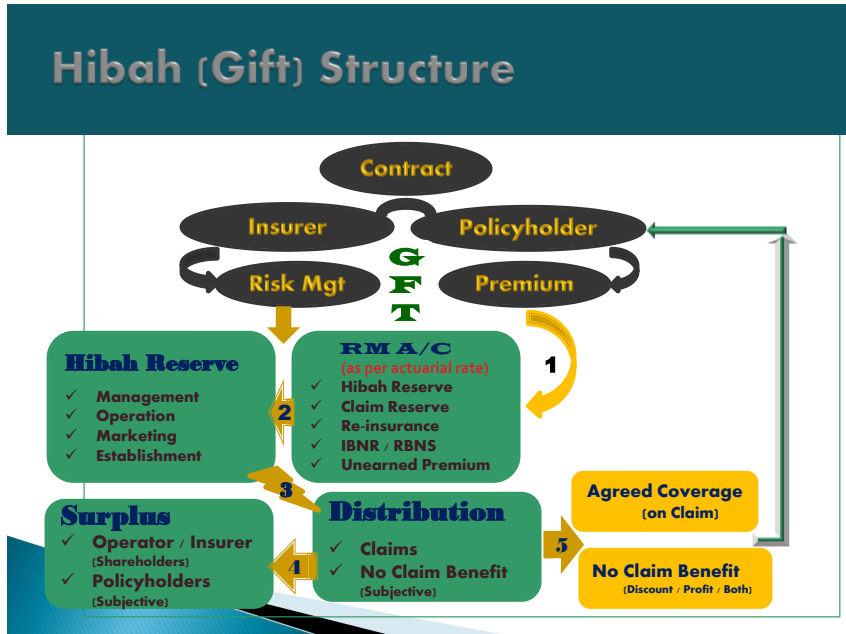 Hibah (Gift) Structure
Contract
Insurer
Policyholder
G
F
T
Risk Mgt
Premium
1
Hibah Reserve
✓ Management
✓ Operation
✓ Marketing
✓ Establishment
2
RM A/C
(as per actuarial rate)
✓ Hibah Reserve
✓ Claim Reserve
✓ Re-insurance
✓ IBNR / RBNS
✓ Unearned Premium
3
Surplus
✓ Operator / Insurer
(Shareholders)
✓ Policyholders
(Subjective)
4
Distribution
✓ Claims
✓ No Claim Benefit
(Subjective)
5
Agreed Coverage
(on Claim)
No Claim Benefit
(Discount / Profit / Both)